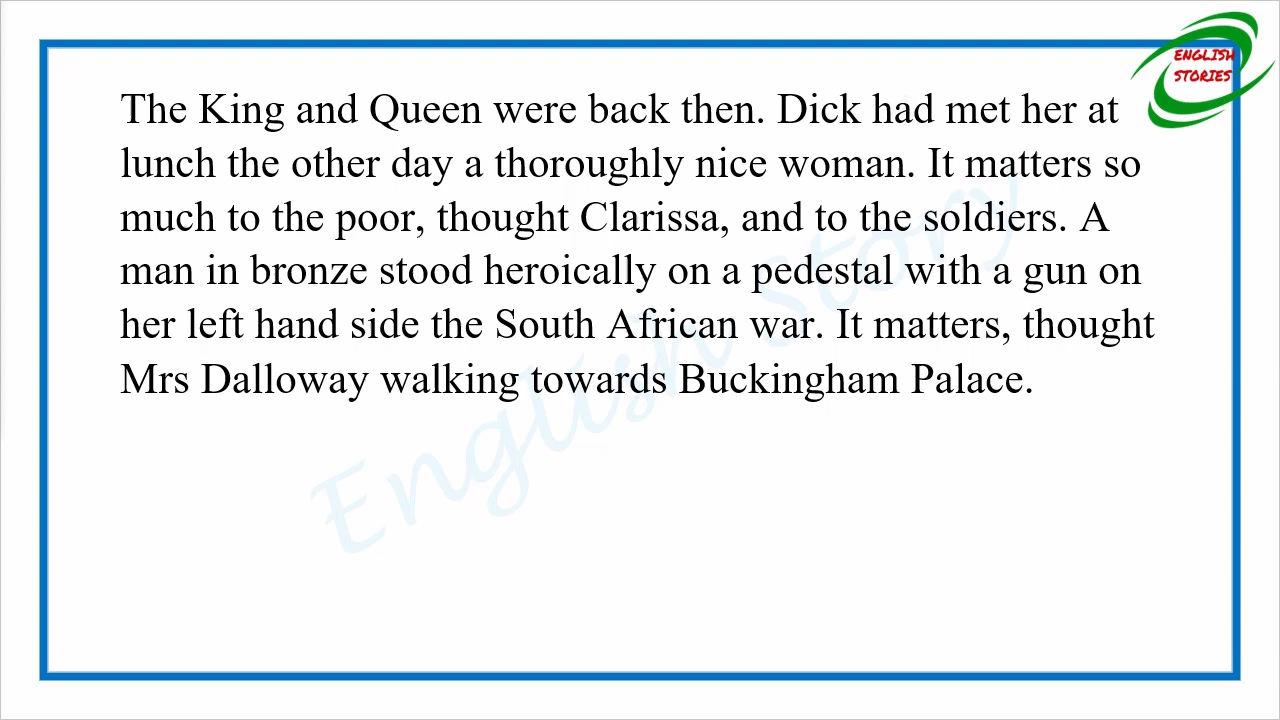 ENGLISH
STORIES
The King and Queen were back then. Dick had met her at
lunch the other day a thoroughly nice woman. It matters so
much to the poor, thought Clarissa, and to the soldiers. A
man in bronze stood heroically on a pedestal with a gun on
her left hand side the South African war. It matters, thought
Mrs Dalloway walking towards Buckingham Palace.
English Story